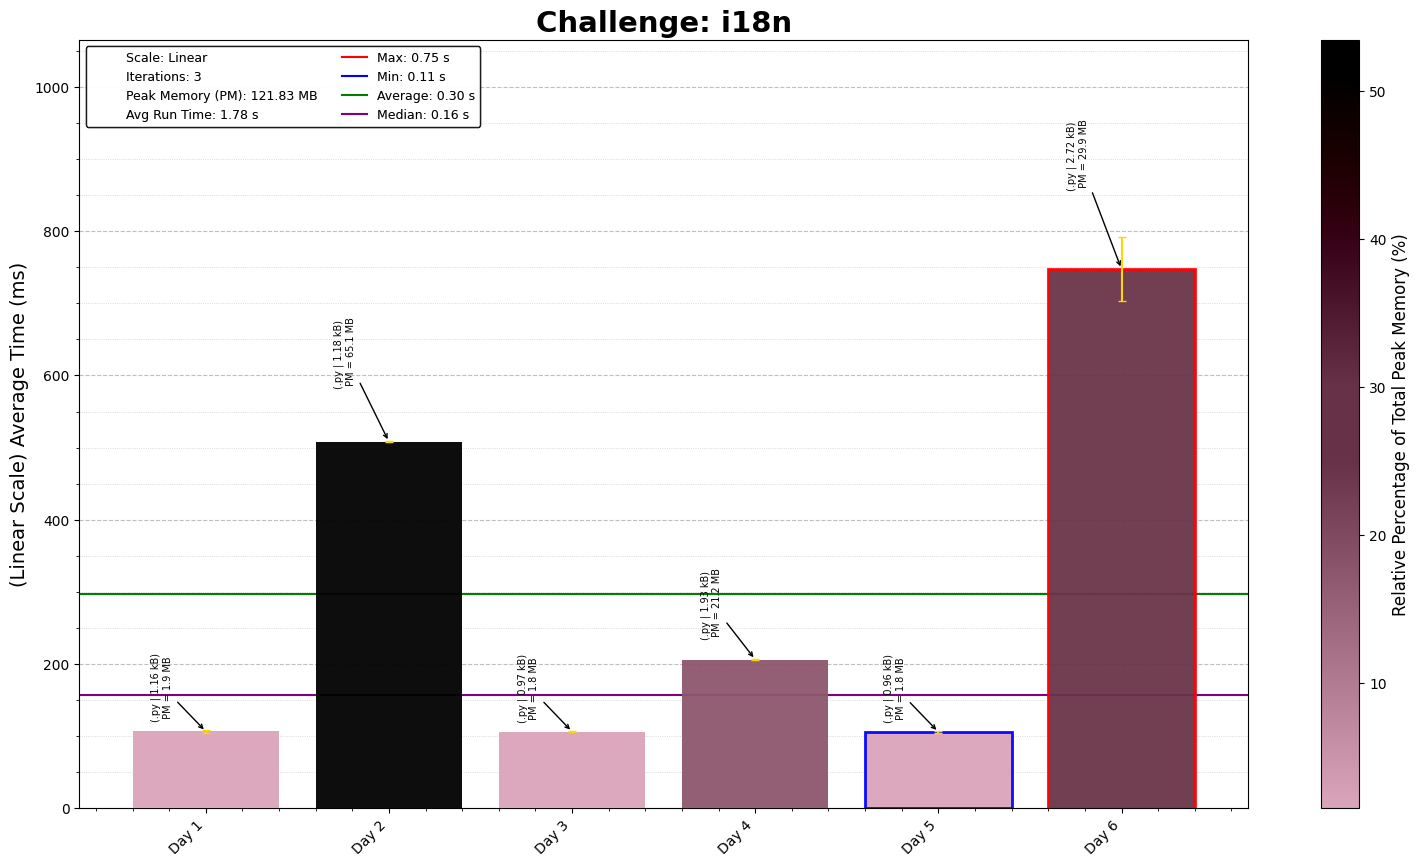 Challenge: i18n
Scale: Linear
Iterations: 3
Peak Memory (PM): 121.83 MB
Avg Run Time: 1.78 s
Max: 0.75 s
Min: 0.11 s
Average: 0.30 s
Median: 0.16 s
(Linear Scale) Average Time (ms)
1000
800
600
400
200
0
(.py | 1.16 kB)
PM = 1.9 MB
(.py | 1.18 kB)
PM = 65.1 MB
(.py | 0.97 kB)
PM = 1.8 MB
(.py | 1.93 kB)
PM = 21.2 MB
(.py | 0.96 kB)
PM = 1.8 MB
(.py | 2.72 kB)
PM = 29.9 MB
Day 1
Day 2
Day 3
Day 4
Day 5
Day 6
50
40
30
20
10
Relative Percentage of Total Peak Memory (%)